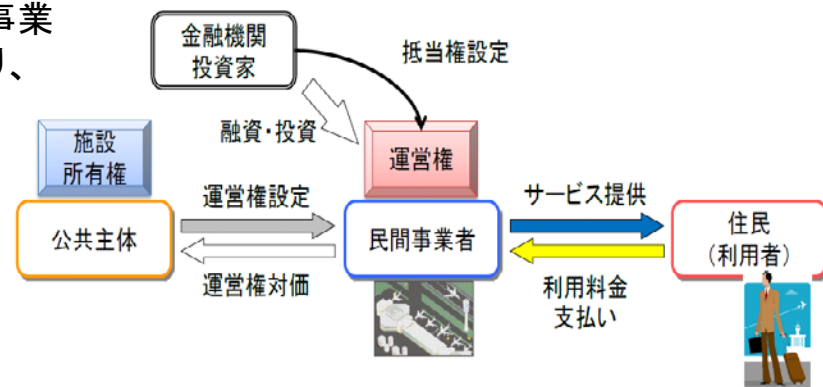 事業
り、
金融機関
投資家
抵当権設定
融資・投資
施設
所有権
運営権
公共主体
運営権設定
運営権対価
民間事業者
サービス提供
利用料金
支払い
住民
（利用者）